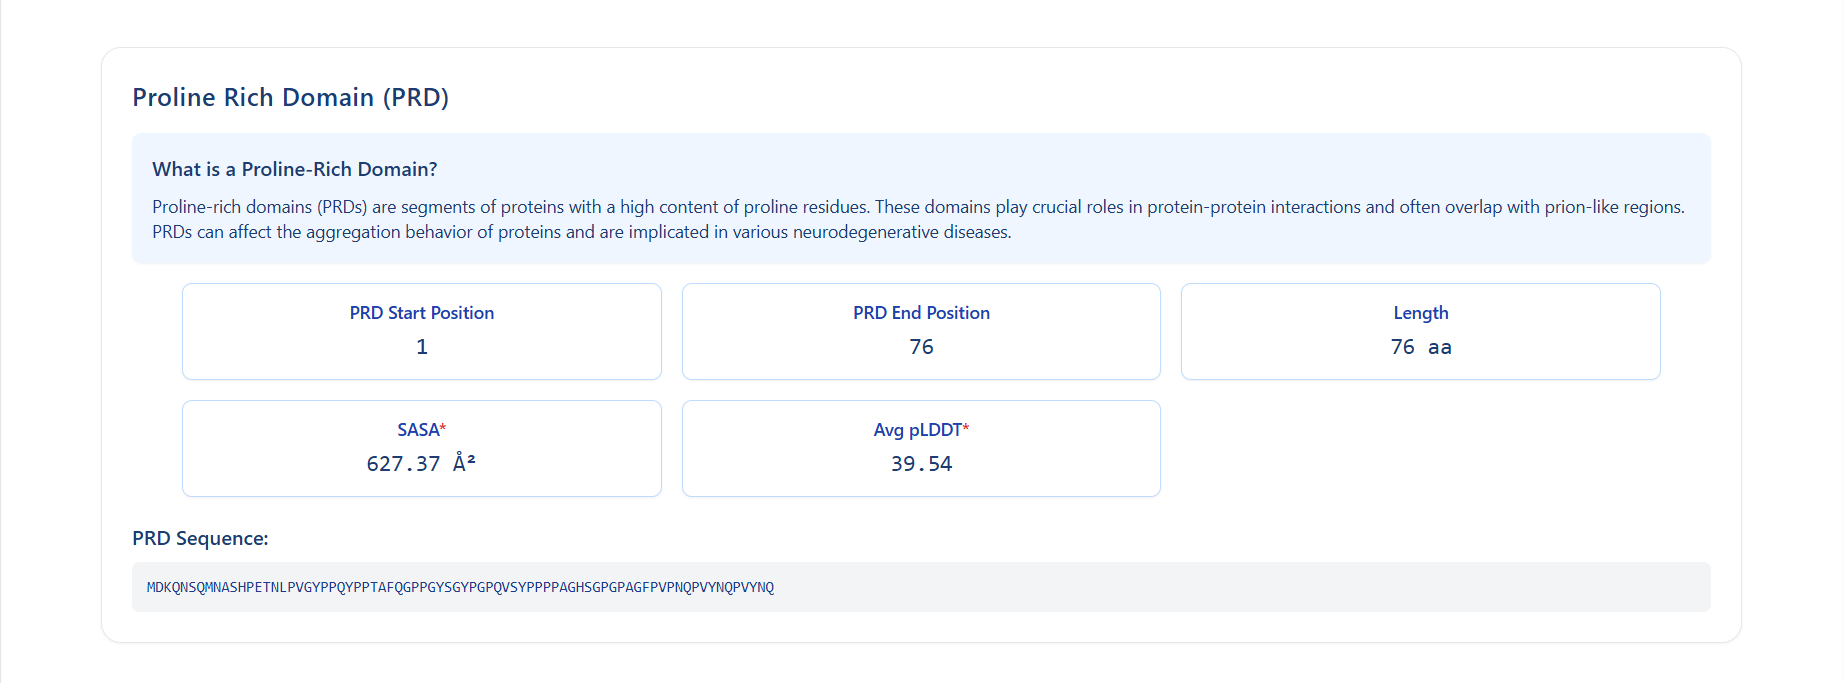 Proline Rich Domain (PRD)
What is a Proline-Rich Domain?
Proline-rich domains (PRDs) are segments of proteins with a high content of proline residues. These domains play crucial roles in protein-protein interactions and often overlap with prion-like regions.
PRDs can affect the aggregation behavior of proteins and are implicated in various neurodegenerative diseases.
PRD Start Position
1
PRD End Position
76
Length
76 aa
SASA*
627.37 Å²
Avg pLDDT*
39.54
PRD Sequence:
MDKQNSQMNASHPETNLPVGYPPQYPPTAFQGPPGYSGYPGPQVSYPPPPAGHSGPGPAGFPVPNQPVYNQPVYNQ